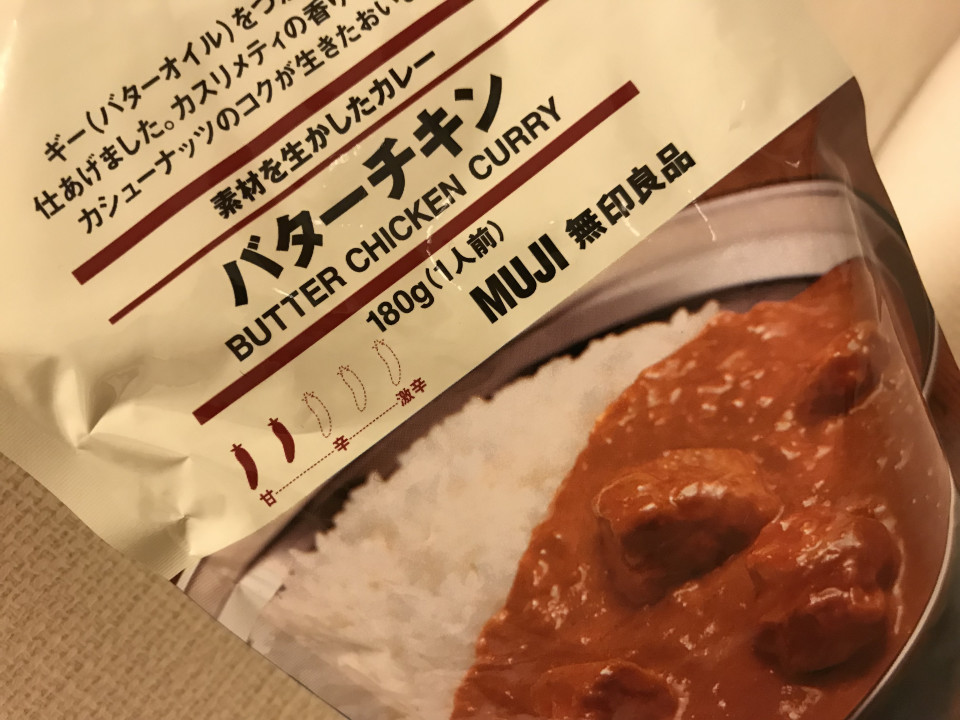 ギー(バターオイル)を
仕あげました。カスリメティの香り
カシューナッツのコクが生きたおい
素材を生かしたカレー
バターチキン
BUTTER CHICKEN CURRY
180g(1人前)
MUJI 無印良品
甘 辛 激辛